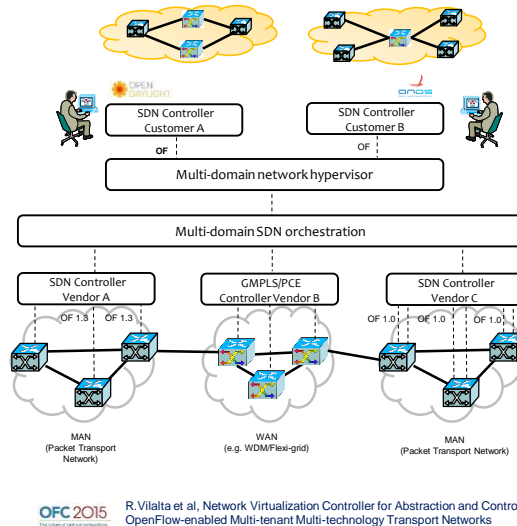 OPEN
DAYLIGHT
onos
SDN Controller
Customer A
SDN Controller
Customer B
OF
OF
Multi-domain network hypervisor
Multi-domain SDN orchestration
SDN Controller
Vendor A
GMPLS/PCE
Controller Vendor B
SDN Controller
Vendor C
OF 1.3
OF 1.3
OF 1.0
OF 1.0
OF 1.0
MAN
(Packet Transport
Network)
WAN
(e.g. WDM/Flexi-grid)
MAN
(Packet Transport Network)
OFC 2015
R.Vilalta et al, Network Virtualization Controller for Abstraction and Contro
OpenFlow-enabled Multi-tenant Multi-technology Transport Networks